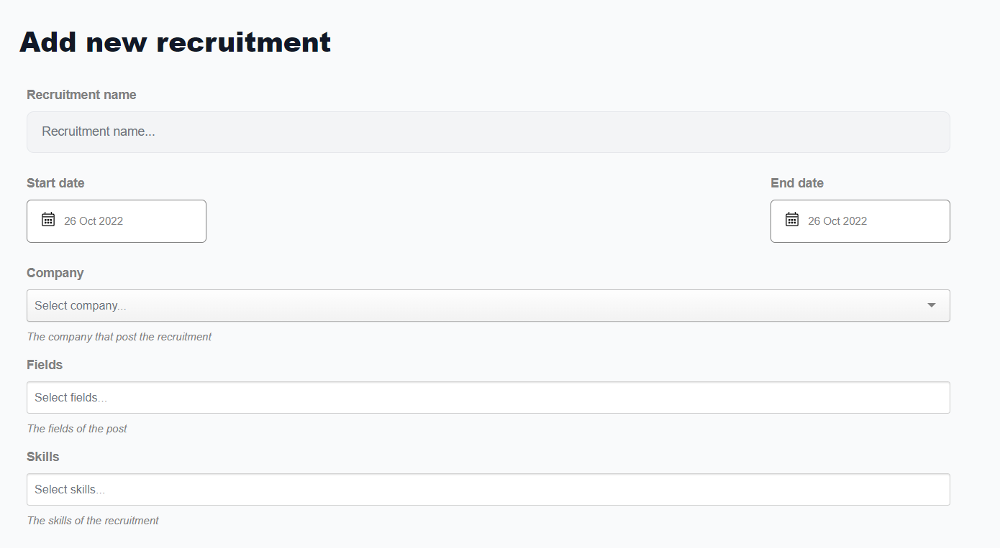 Add new recruitment
Recruitment name
Recruitment name...
Start date End date
26 Oct 2022 26 Oct 2022
Company
Select company...
The company that post the recruitment
Fields
Select fields...
The fields of the post
Skills
Select skills...
The skills of the recruitment